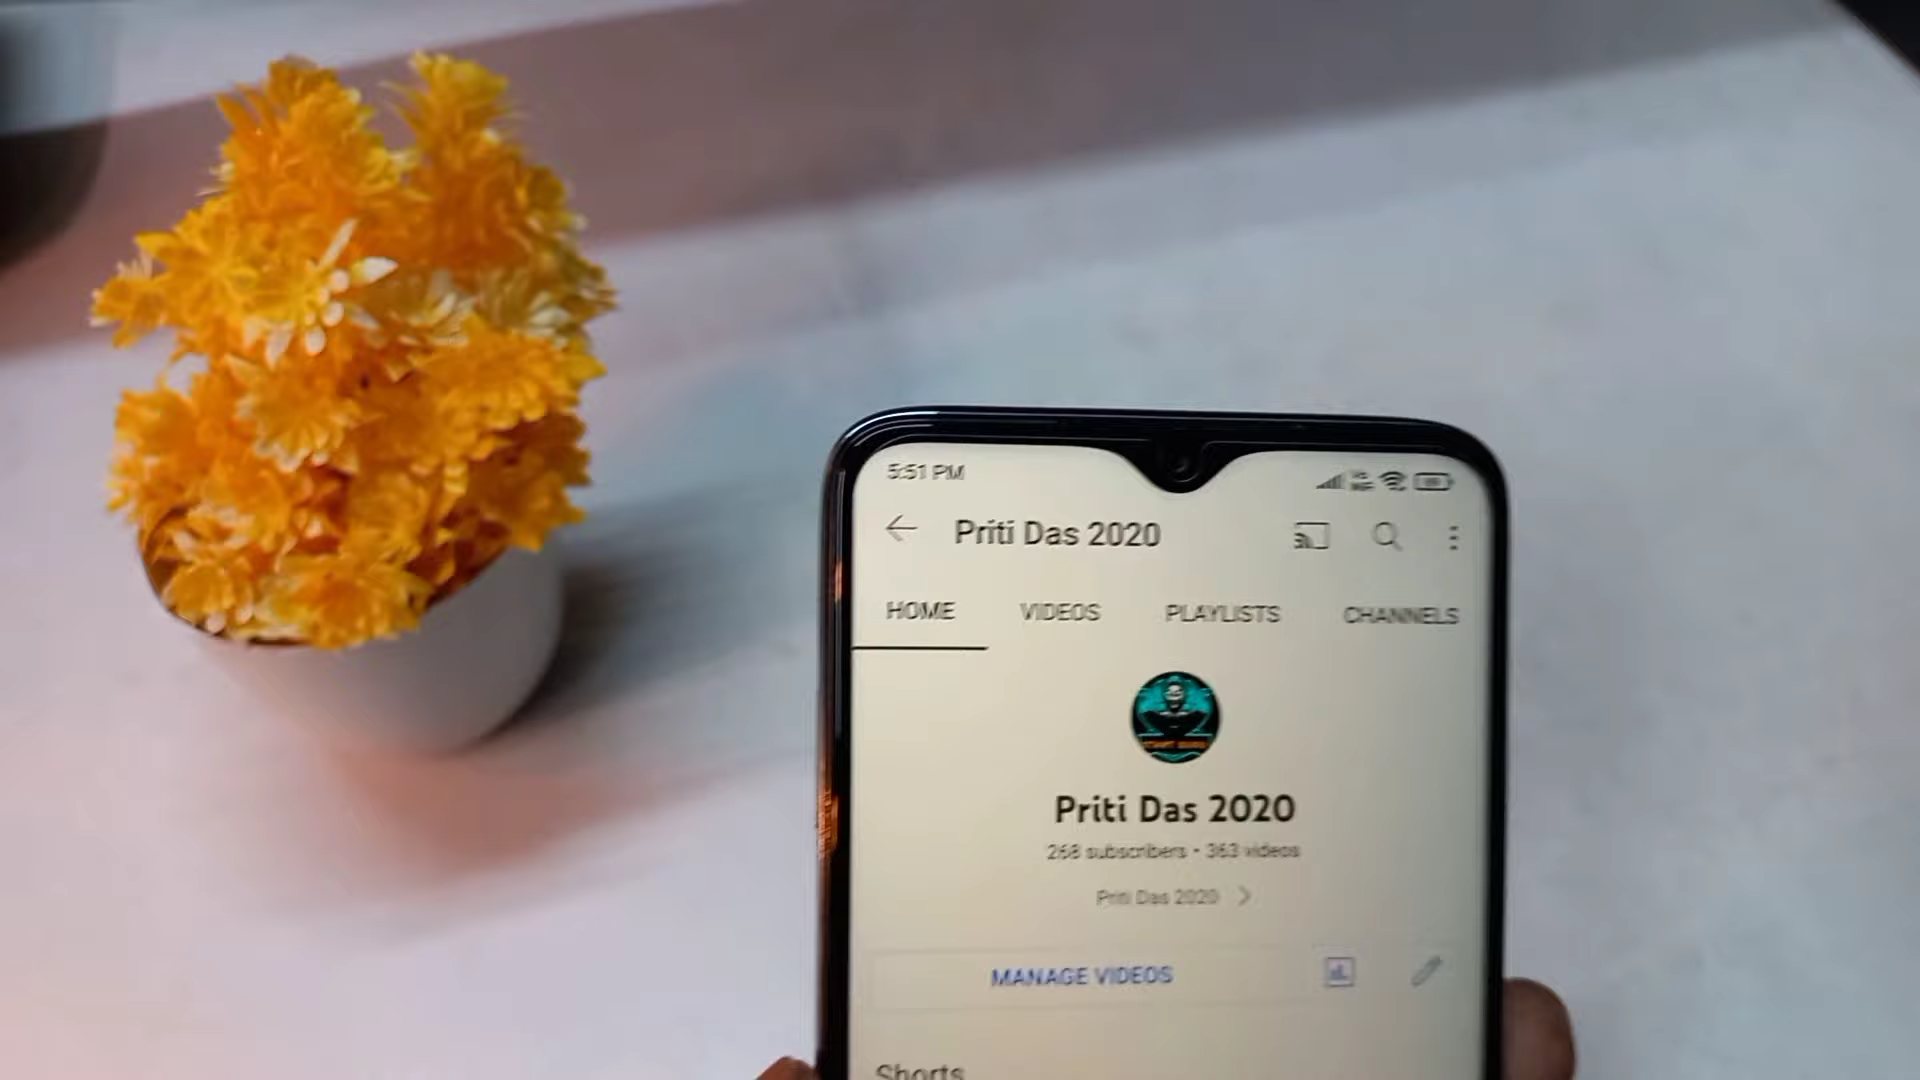 5:51 PM
Priti Das 2020
HOME VIDEOS PLAYLISTS CHANNELS
Priti Das 2020
268 subscribers • 363 videos
Priti Das 2020
MANAGE VIDEOS
Shorts